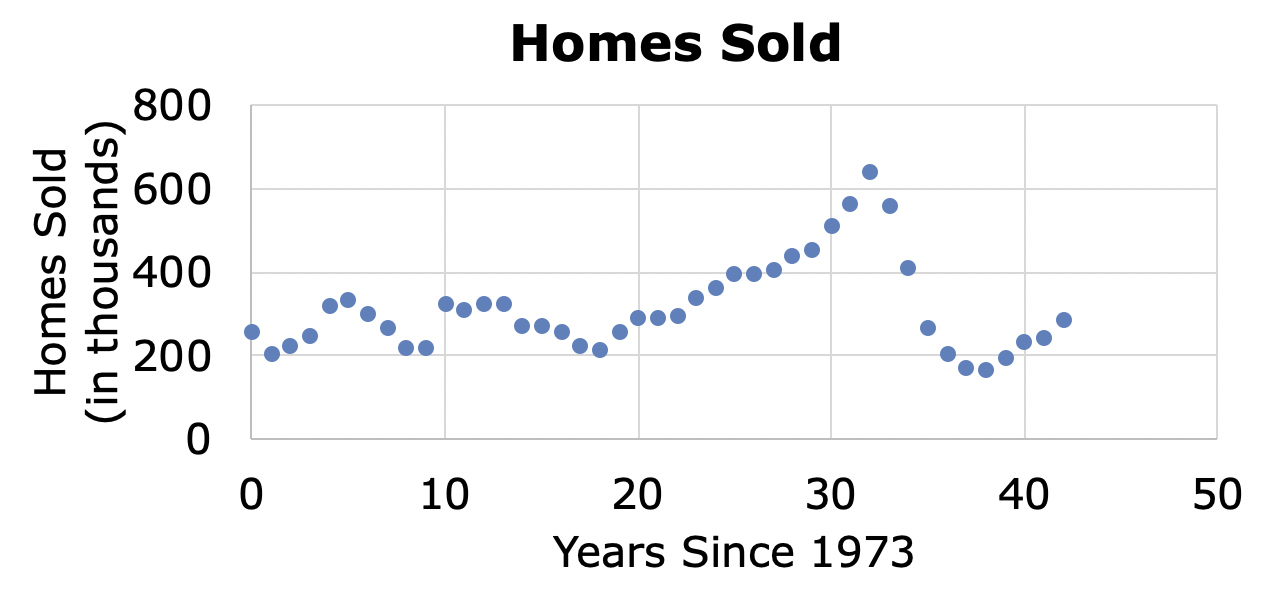 Homes Sold
Homes Sold
(in thousands)
800
600
400
200
0
0 10 20 30 40 50
Years Since 1973